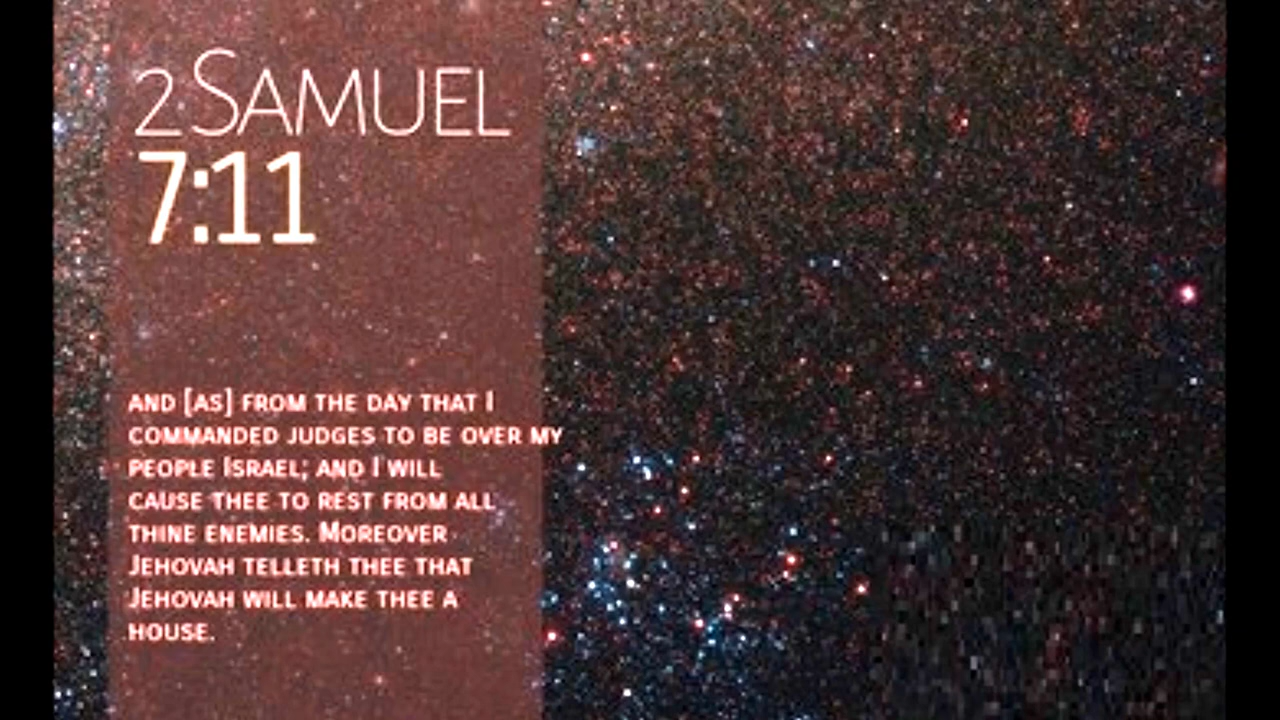 2 Samuel
7:11
and [as] from the day that I
commanded judges to be over my
people Israel; and I will
cause thee to rest from all
thine enemies. Moreover
Jehovah telleth thee that
Jehovah will make thee a
house.